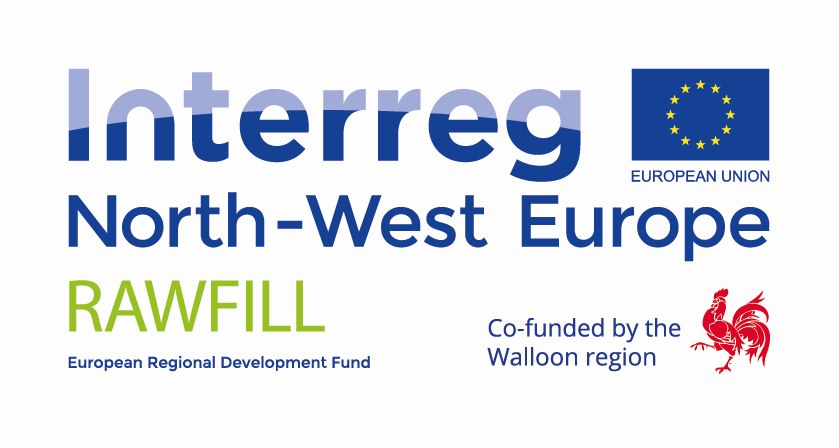 Interreg
EUROPEAN UNION
North-West Europe
RAWFILL
European Regional Development Fund
Co-funded by the
Walloon region